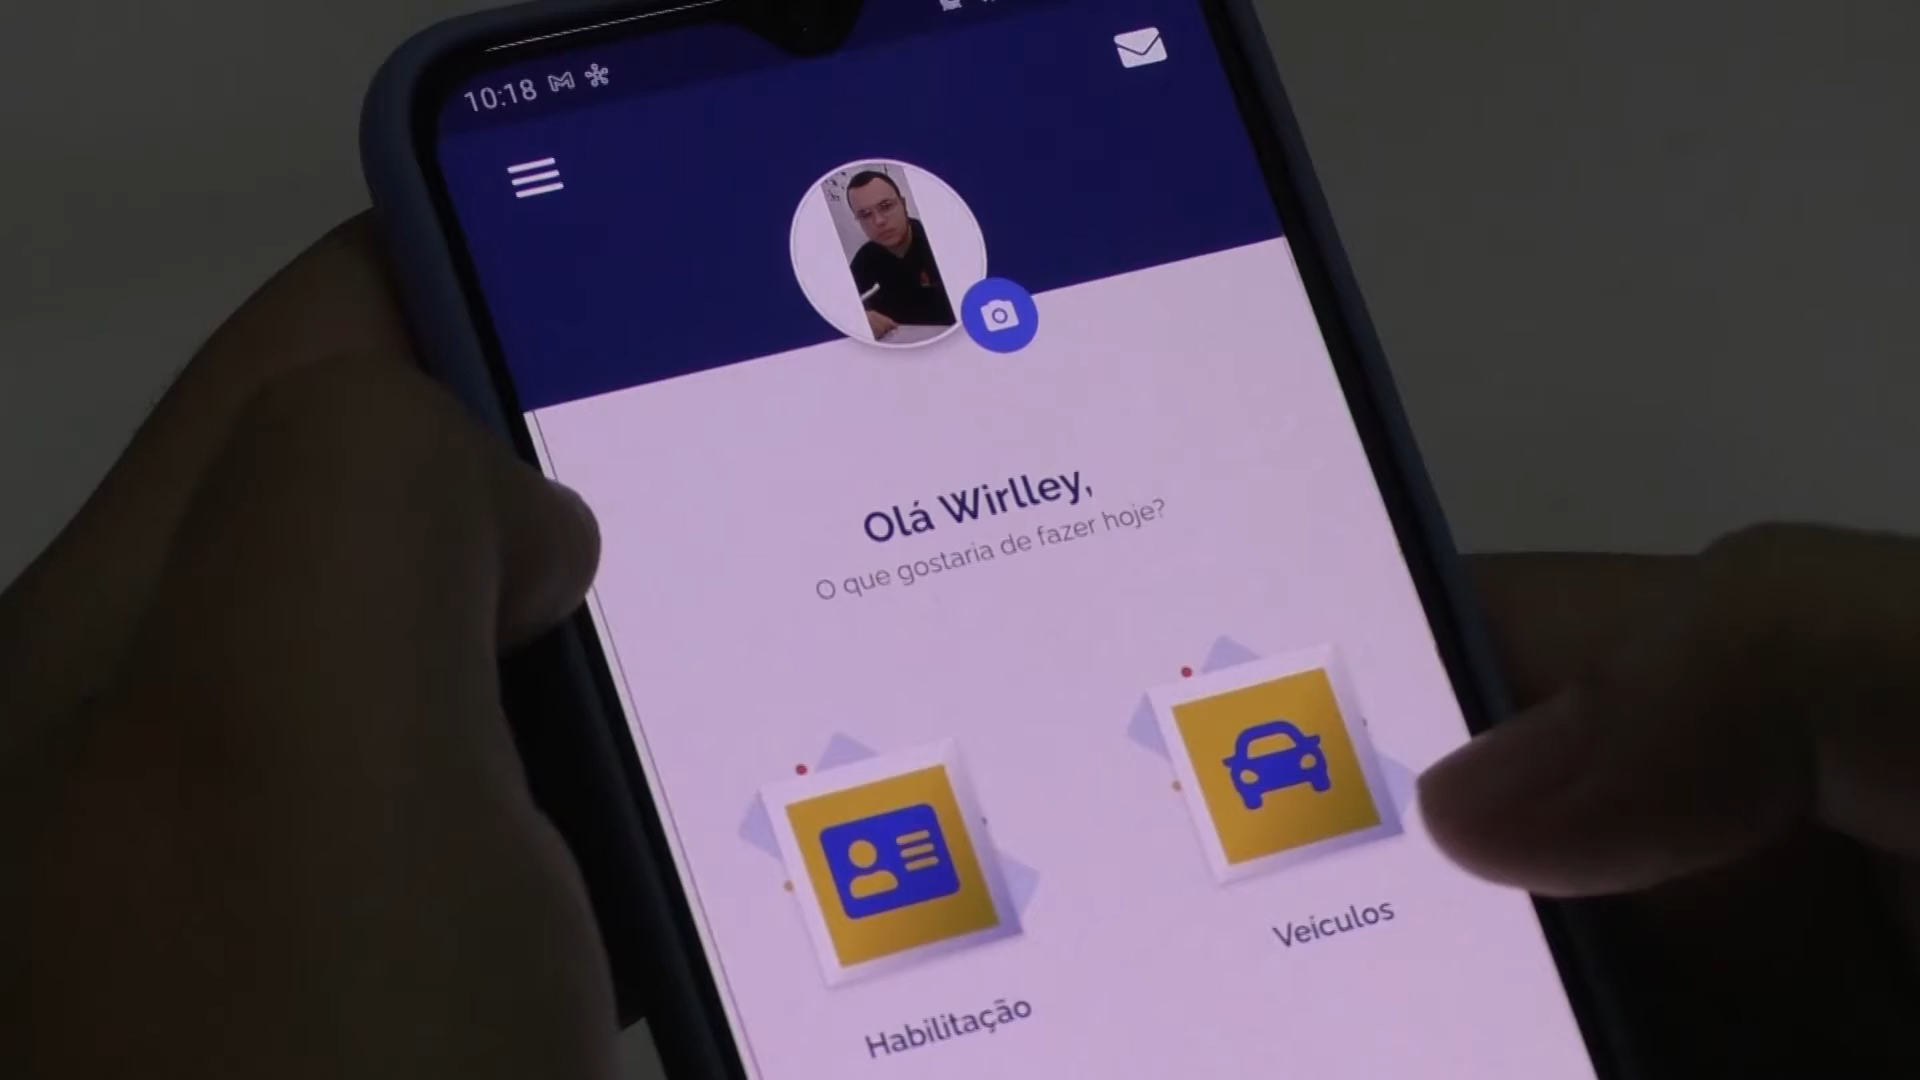 10:18
Olá Wirlley,
O que gostaria de fazer hoje?
Veículos
Habilitação